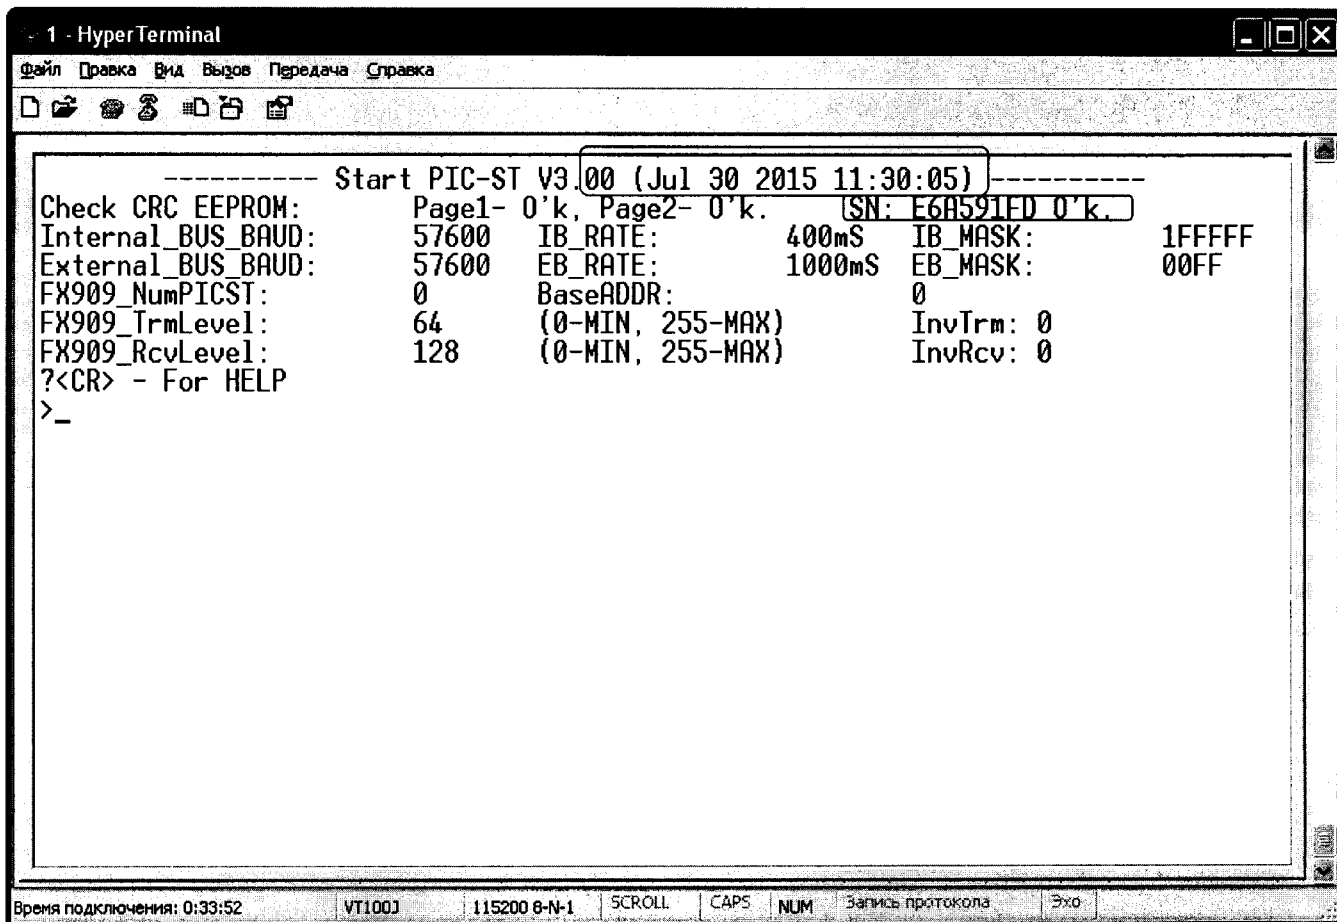 1 - HyperTerminal
Файл Правка Вид Вызов Передача Справка
---------- Start PIC-ST V3.00 (Jul 30 2015 11:30:05) ----------
Check CRC EEPROM: Page1- O'k, Page2- O'k. SN: E6A591FD O'k.
Internal_BUS_BAUD: 57600 IB_RATE: 400mS IB_MASK: 1FFFFF
External_BUS_BAUD: 57600 EB_RATE: 1000mS EB_MASK: 00FF
FX909_NumPICST: 0 BaseADDR: 0
FX909_TrmLevel: 64 (0-MIN, 255-MAX) InvTrm: 0
FX909_RcvLevel: 128 (0-MIN, 255-MAX) InvRcv: 0
?<CR> - For HELP
>_
Время подключения: 0:33:52 VT100J 115200 8-N-1 SCROLL CAPS NUM Запись протокола Эхо